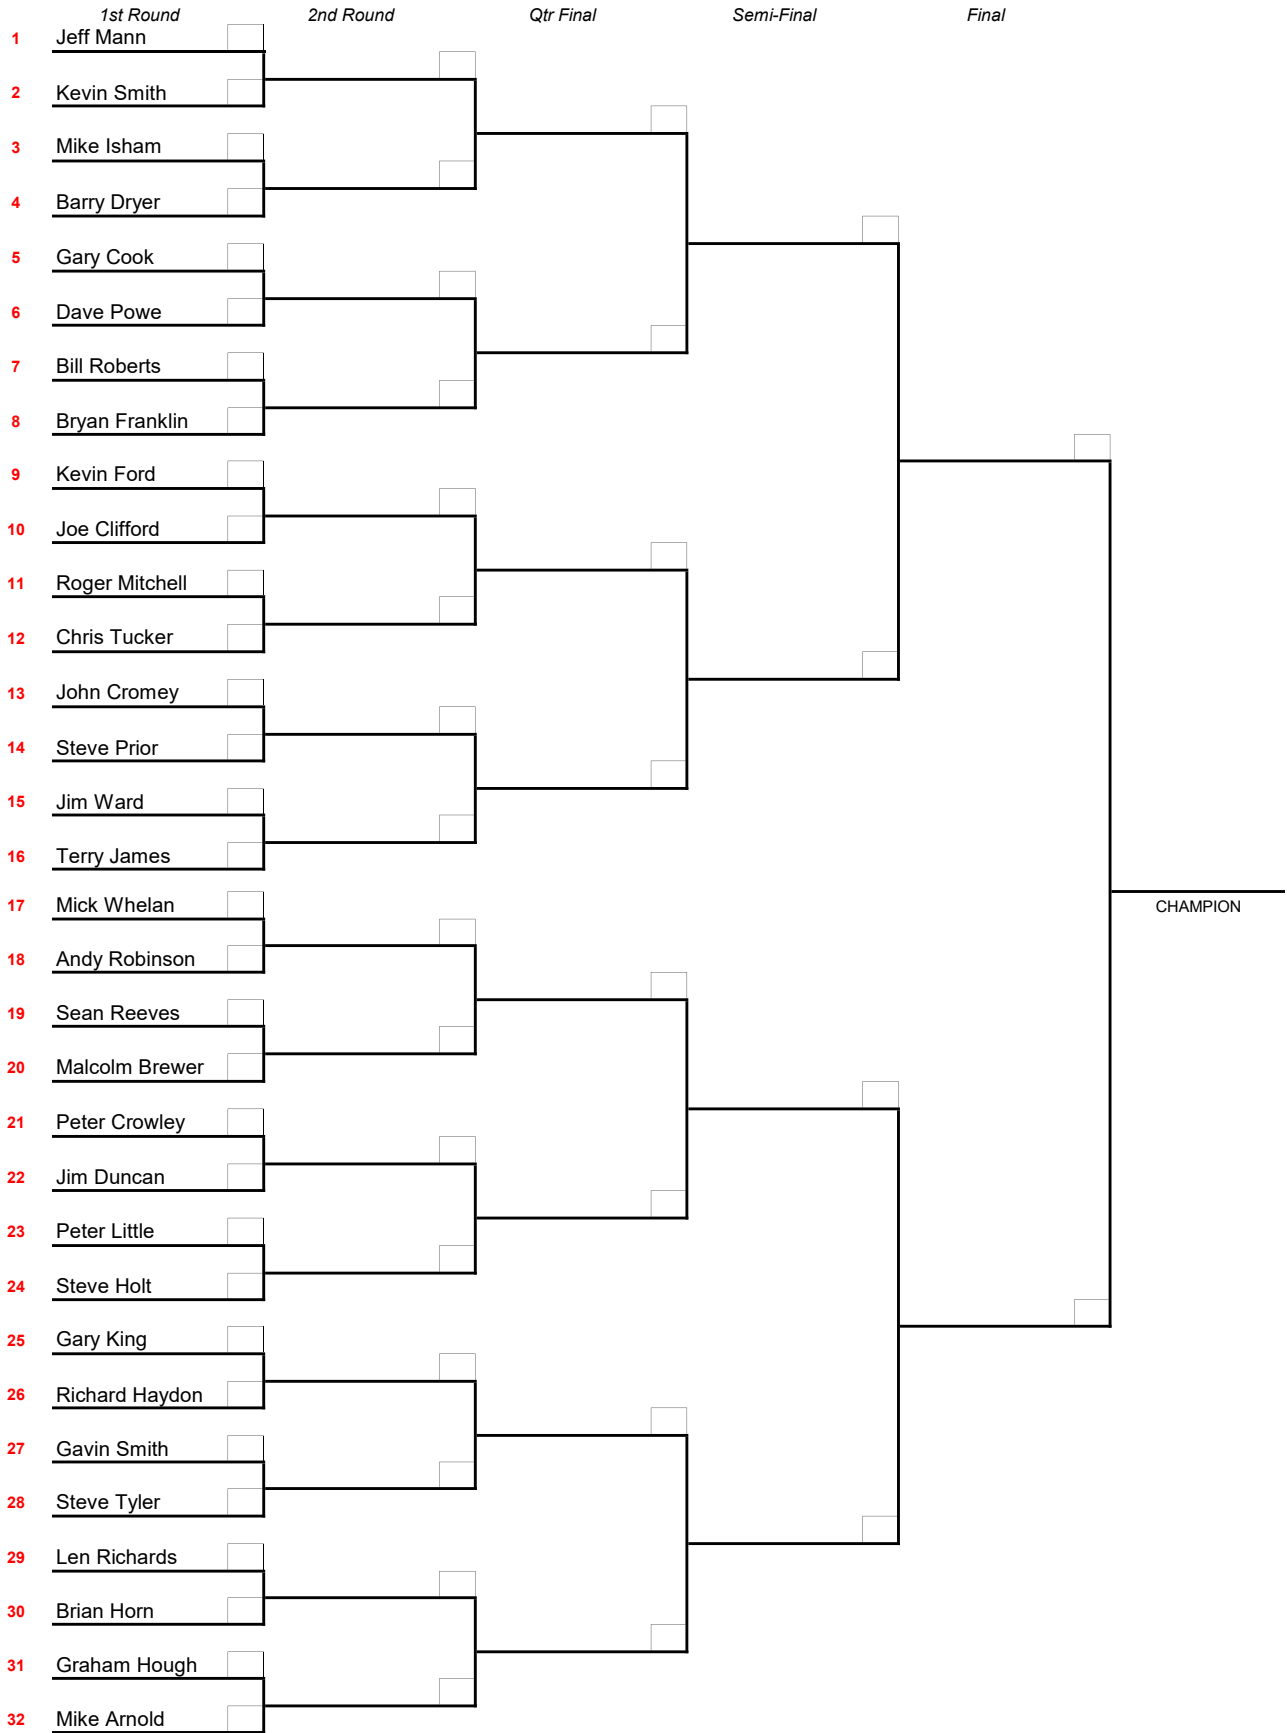 1st Round 2nd Round Qtr Final Semi-Final Final
1 Jeff Mann
2 Kevin Smith
3 Mike Isham
4 Barry Dryer
5 Gary Cook
6 Dave Powe
7 Bill Roberts
8 Bryan Franklin
9 Kevin Ford
10 Joe Clifford
11 Roger Mitchell
12 Chris Tucker
13 John Cromey
14 Steve Prior
15 Jim Ward
16 Terry James
17 Mick Whelan
CHAMPION
18 Andy Robinson
19 Sean Reeves
20 Malcolm Brewer
21 Peter Crowley
22 Jim Duncan
23 Peter Little
24 Steve Holt
25 Gary King
26 Richard Haydon
27 Gavin Smith
28 Steve Tyler
29 Len Richards
30 Brian Horn
31 Graham Hough
32 Mike Arnold